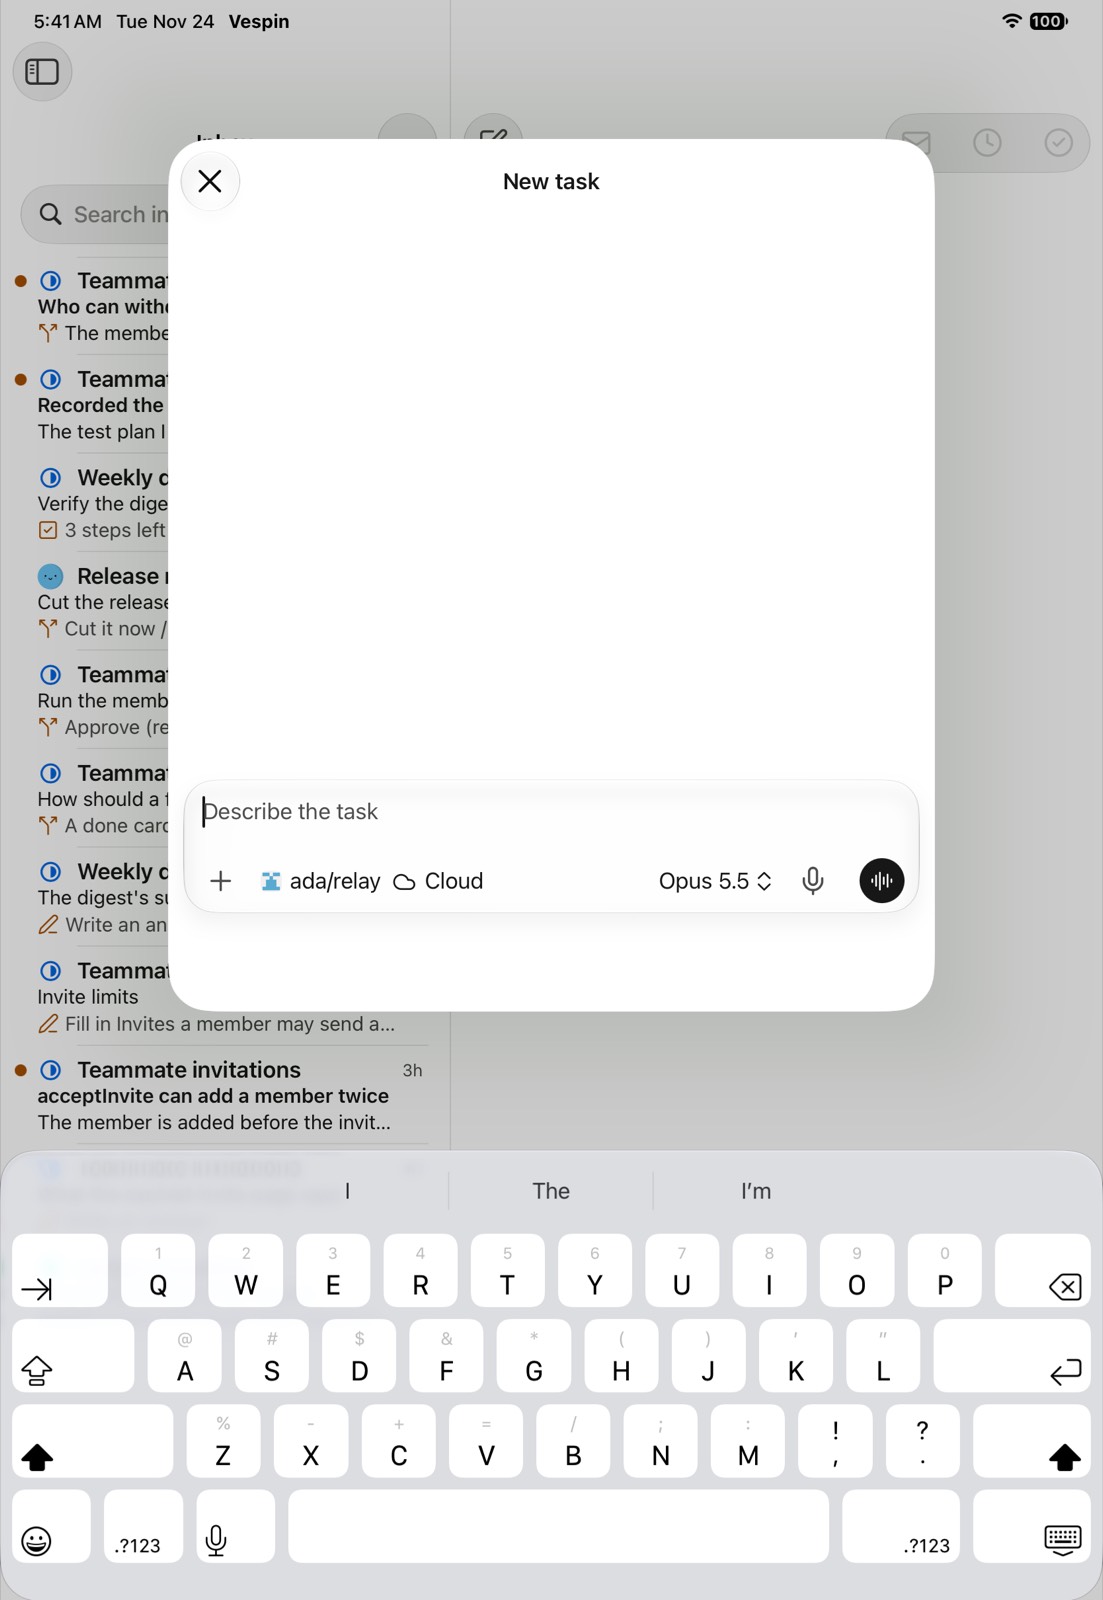 5:41 AM Tue Nov 24 Vespin
100
New task
Search in
Teammat
Who can witho
The membe
Teammat
Recorded the
The test plan I
Weekly d
Verify the dige
3 steps left
Release
Cut the release
Cut it now /
Teammat
Run the memb
Approve (re
Teammat
How should a f
A done card
Weekly d
The digest's su
Write an an
Teammat
Invite limits
Fill in Invites a member may send a...
Teammate invitations 3h
acceptInvite can add a member twice
The member is added before the invit...
Describe the task
ada/relay Cloud Opus 5.5
I The I'm
1 2 3 4 5 6 7 8 9 0
Q W E R T Y U I O P
@ # $ & * ( ) ' "
A S D F G H J K L
% - + = / ; : ! ?
Z X C V B N M , .
.?123 .?123